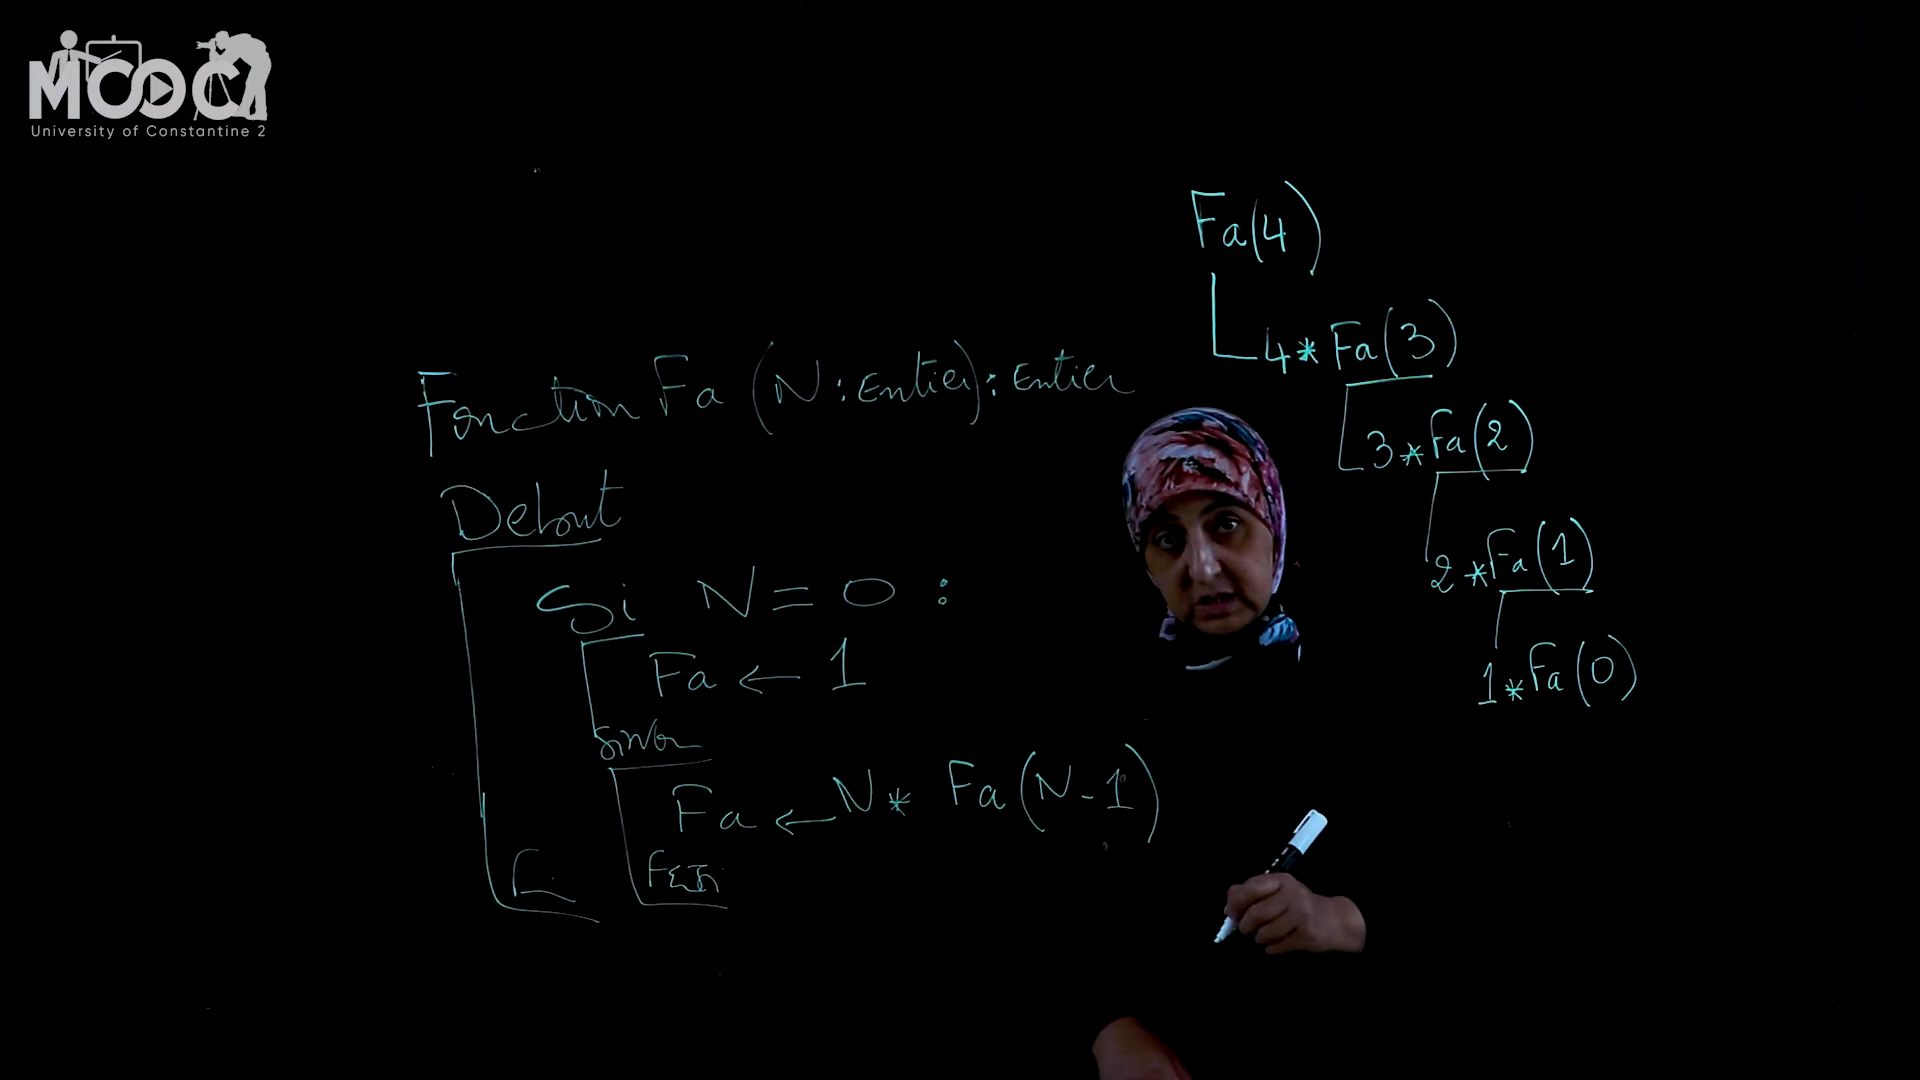 MOOC
University of Constantine 2
Fonction Fa (N : Entier) : Entier
Debut
Si N = 0 :
Fa ← 1
Sinon
Fa ← N * Fa (N - 1)
Fin
Fa(4)
4 * Fa(3)
3 * Fa(2)
2 * Fa(1)
1 * Fa(0)